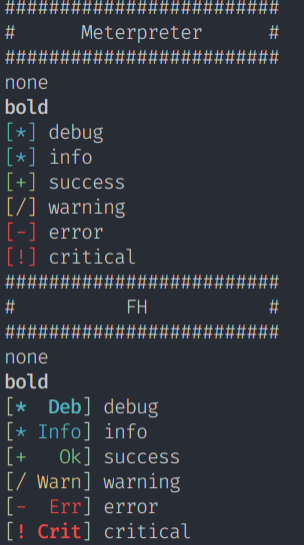 #########################
#      Meterpreter      #
#########################
none
bold
[*] debug
[*] info
[+] success
[/] warning
[-] error
[!] critical
#########################
#          FH           #
#########################
none
bold
[*  Deb] debug
[* Info] info
[+   Ok] success
[/ Warn] warning
[-  Err] error
[! Crit] critical